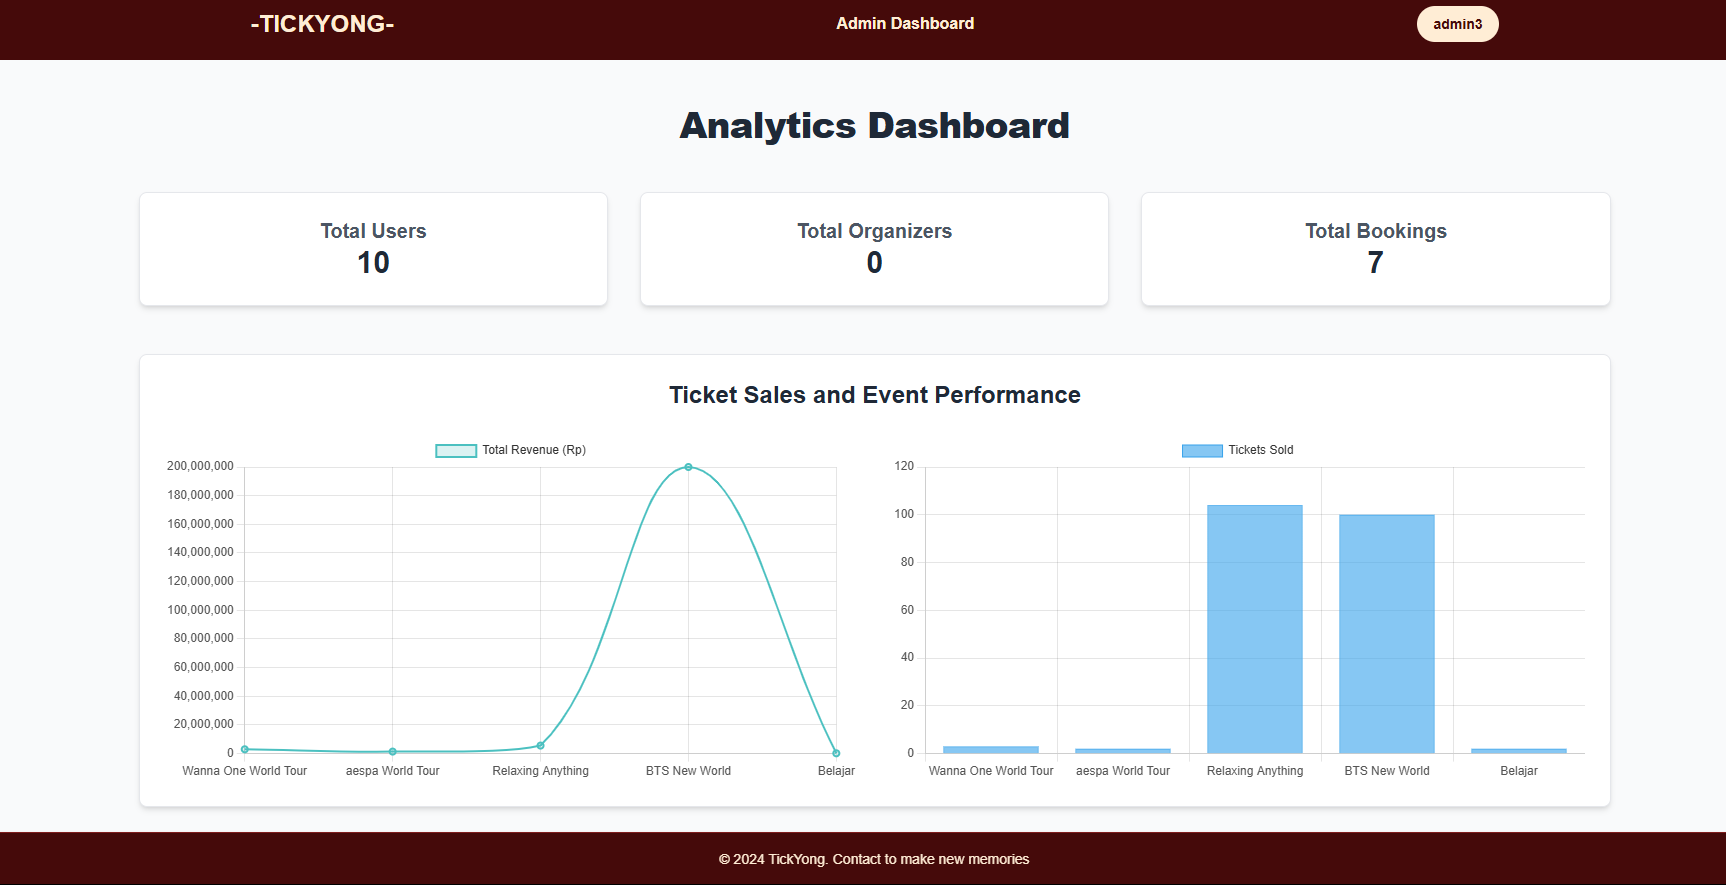 -TICKYONG-
Admin Dashboard
admin3
Analytics Dashboard
Total Users
10
Total Organizers
0
Total Bookings
7
Ticket Sales and Event Performance
Total Revenue (Rp)
200,000,000
180,000,000
160,000,000
140,000,000
120,000,000
100,000,000
80,000,000
60,000,000
40,000,000
20,000,000
0
Wanna One World Tour
aespa World Tour
Relaxing Anything
BTS New World
Belajar
Tickets Sold
120
100
80
60
40
20
0
Wanna One World Tour
aespa World Tour
Relaxing Anything
BTS New World
Belajar
© 2024 TickYong. Contact to make new memories